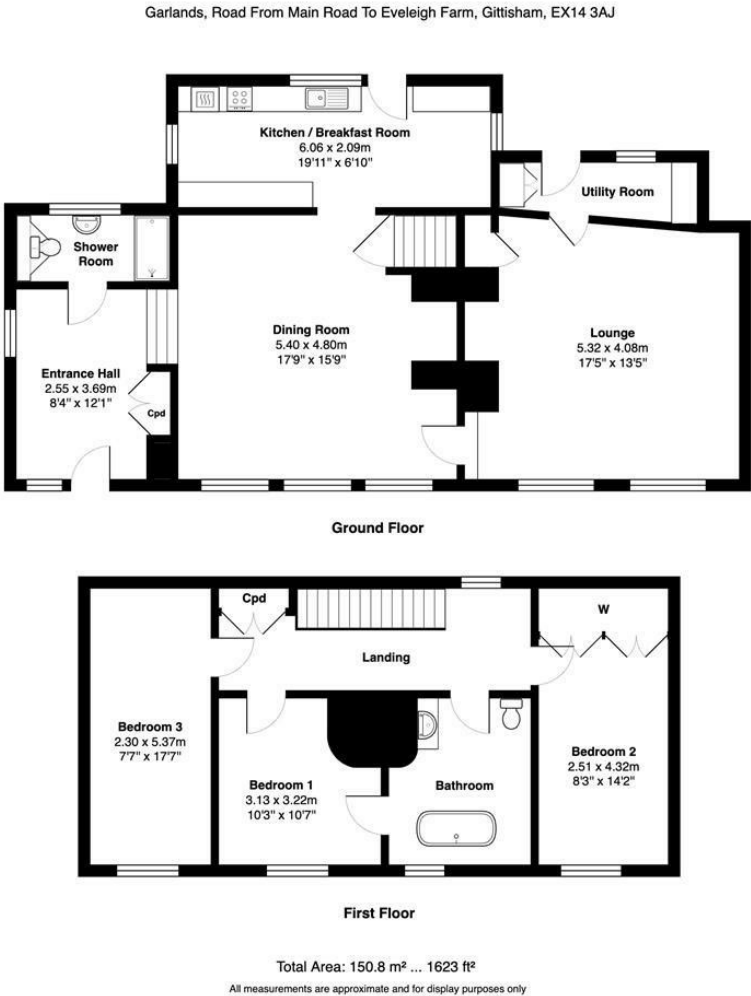 Garlands, Road From Main Road To Eveleigh Farm, Gittisham, EX14 3AJ
Kitchen / Breakfast Room
6.06 x 2.09m
19'11" x 6'10"
Utility Room
Shower
Room
Dining Room
5.40 x 4.80m
17'9" x 15'9"
Lounge
5.32 x 4.08m
17'5" x 13'5"
Entrance Hall
2.55 x 3.69m
8'4" x 12'1"
Cpd
Ground Floor
Cpd
W
Landing
Bedroom 3
2.30 x 5.37m
7'7" x 17'7"
Bedroom 1
3.13 x 3.22m
10'3" x 10'7"
Bathroom
Bedroom 2
2.51 x 4.32m
8'3" x 14'2"
First Floor
Total Area: 150.8 m² ... 1623 ft²
All measurements are approximate and for display purposes only